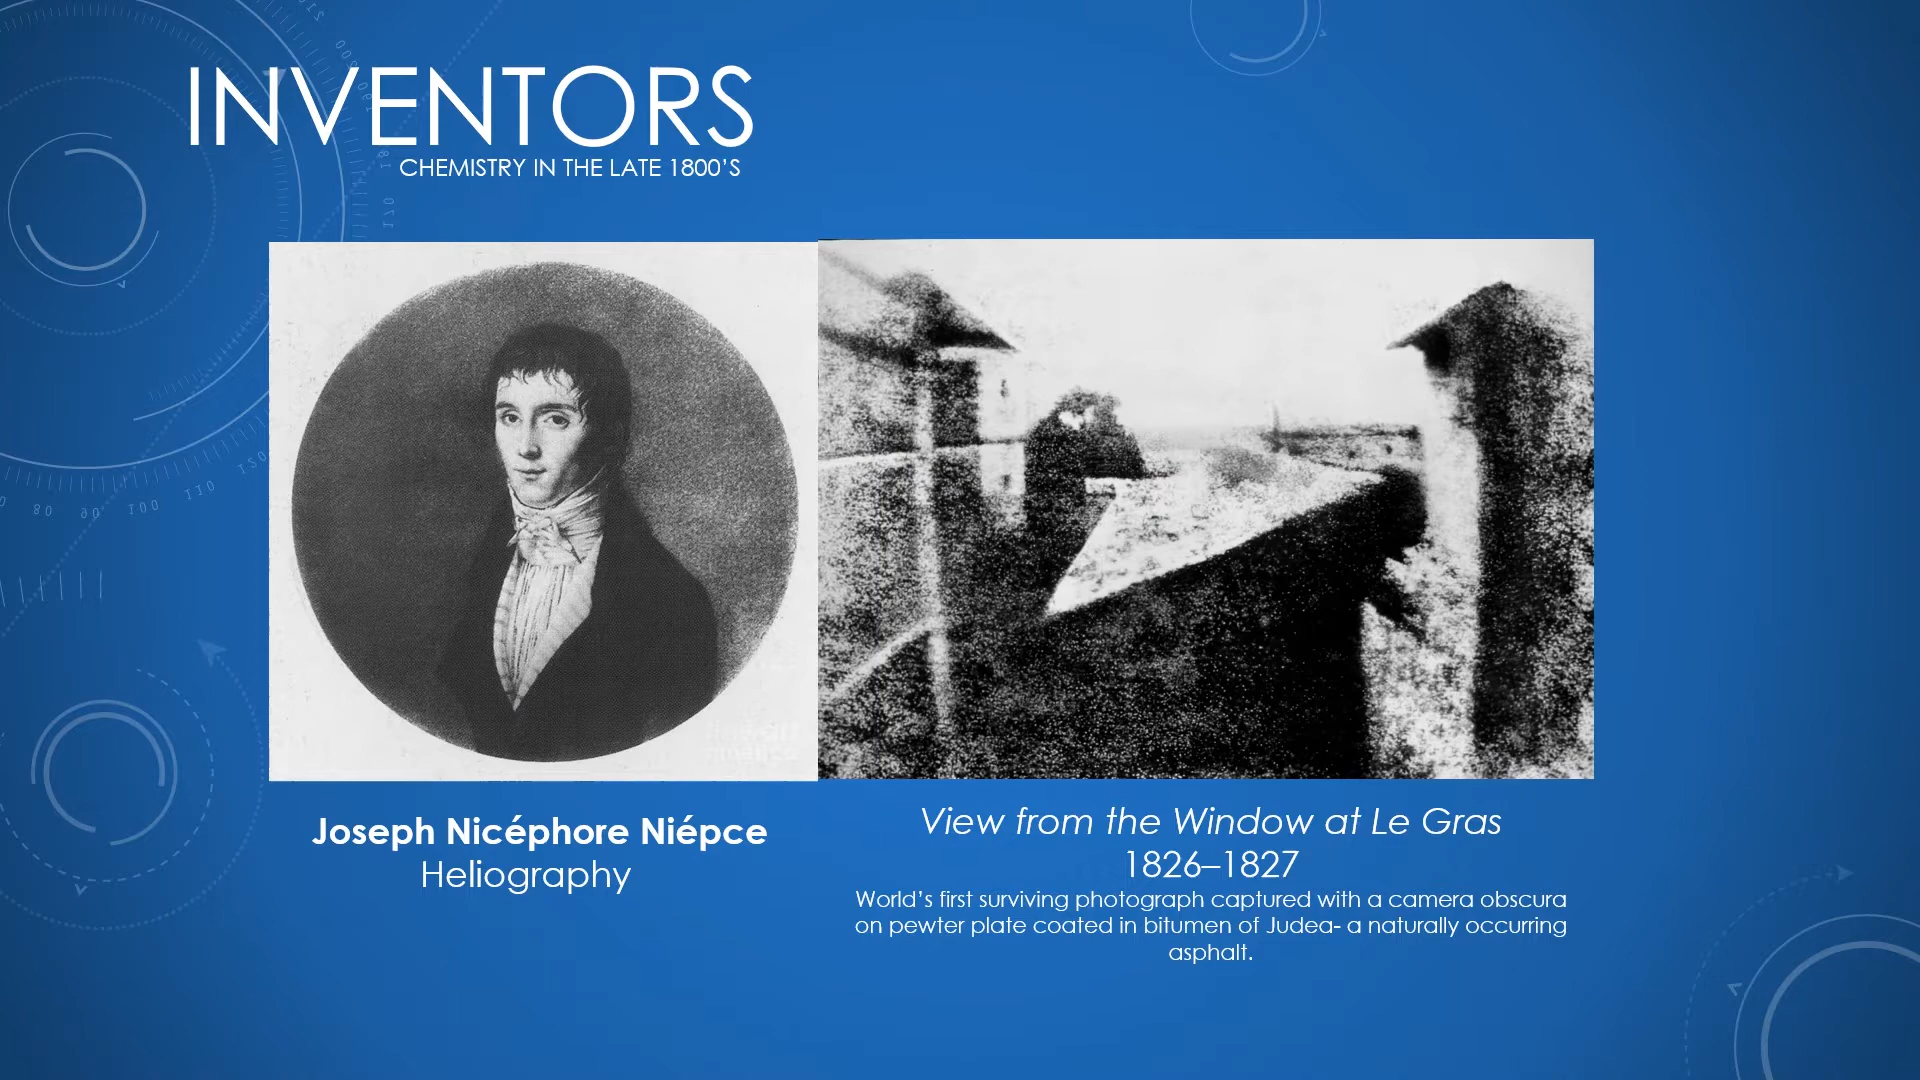 INVENTORS
CHEMISTRY IN THE LATE 1800'S
Joseph Nicéphore Niépce
Heliography
View from the Window at Le Gras
1826–1827
World's first surviving photograph captured with a camera obscura
on pewter plate coated in bitumen of Judea- a naturally occurring
asphalt.